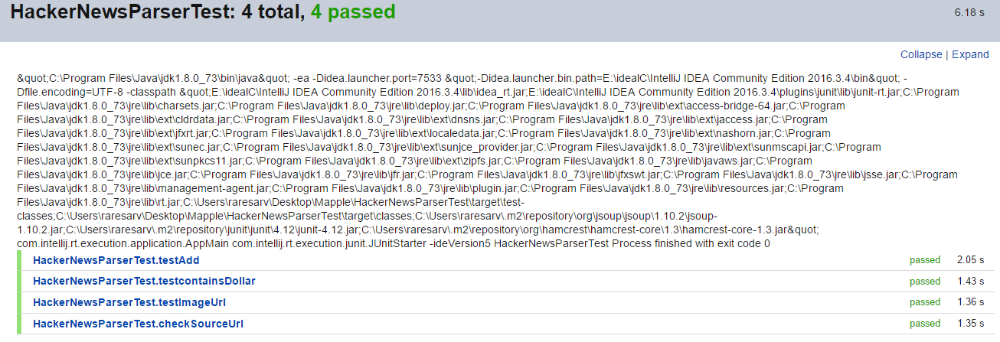 HackerNewsParserTest: 4 total, 4 passed 6.18 s
Collapse | Expand
&quot;C:\Program Files\Java\jdk1.8.0_73\bin\java&quot; -ea -Didea.launcher.port=7533 &quot;-Didea.launcher.bin.path=E:\idealC\IntelliJ IDEA Community Edition 2016.3.4\bin&quot; -
Dfile.encoding=UTF-8 -classpath &quot;E:\idealC\IntelliJ IDEA Community Edition 2016.3.4\lib\idea_rt.jar;E:\idealC\IntelliJ IDEA Community Edition 2016.3.4\plugins\junit\lib\junit-rt.jar;C:\Program
Files\Java\jdk1.8.0_73\jre\lib\charsets.jar;C:\Program Files\Java\jdk1.8.0_73\jre\lib\deploy.jar;C:\Program Files\Java\jdk1.8.0_73\jre\lib\ext\access-bridge-64.jar;C:\Program
Files\Java\jdk1.8.0_73\jre\lib\ext\cldrdata.jar;C:\Program Files\Java\jdk1.8.0_73\jre\lib\ext\dnsns.jar;C:\Program Files\Java\jdk1.8.0_73\jre\lib\ext\jaccess.jar;C:\Program
Files\Java\jdk1.8.0_73\jre\lib\ext\jfxrt.jar;C:\Program Files\Java\jdk1.8.0_73\jre\lib\ext\localedata.jar;C:\Program Files\Java\jdk1.8.0_73\jre\lib\ext\nashorn.jar;C:\Program
Files\Java\jdk1.8.0_73\jre\lib\ext\sunec.jar;C:\Program Files\Java\jdk1.8.0_73\jre\lib\ext\sunjce_provider.jar;C:\Program Files\Java\jdk1.8.0_73\jre\lib\ext\sunmscapi.jar;C:\Program
Files\Java\jdk1.8.0_73\jre\lib\ext\sunpkcs11.jar;C:\Program Files\Java\jdk1.8.0_73\jre\lib\ext\zipfs.jar;C:\Program Files\Java\jdk1.8.0_73\jre\lib\javaws.jar;C:\Program
Files\Java\jdk1.8.0_73\jre\lib\jce.jar;C:\Program Files\Java\jdk1.8.0_73\jre\lib\jfr.jar;C:\Program Files\Java\jdk1.8.0_73\jre\lib\jfxswt.jar;C:\Program Files\Java\jdk1.8.0_73\jre\lib\jsse.jar;C:\Program
Files\Java\jdk1.8.0_73\jre\lib\management-agent.jar;C:\Program Files\Java\jdk1.8.0_73\jre\lib\plugin.jar;C:\Program Files\Java\jdk1.8.0_73\jre\lib\resources.jar;C:\Program
Files\Java\jdk1.8.0_73\jre\lib\rt.jar;C:\Users\raresarv\Desktop\Mapple\HackerNewsParserTest\target\test-
classes;C:\Users\raresarv\Desktop\Mapple\HackerNewsParserTest\target\classes;C:\Users\raresarv\.m2\repository\org\jsoup\jsoup\1.10.2\jsoup-
1.10.2.jar;C:\Users\raresarv\.m2\repository\junit\junit\4.12\junit-4.12.jar;C:\Users\raresarv\.m2\repository\org\hamcrest\hamcrest-core\1.3\hamcrest-core-1.3.jar&quot;
com.intellij.rt.execution.application.AppMain com.intellij.rt.execution.junit.JUnitStarter -ideVersion5 HackerNewsParserTest Process finished with exit code 0
HackerNewsParserTest.testAdd passed 2.05 s
HackerNewsParserTest.testcontainsDollar passed 1.43 s
HackerNewsParserTest.testImageUrl passed 1.36 s
HackerNewsParserTest.checkSourceUrl passed 1.35 s